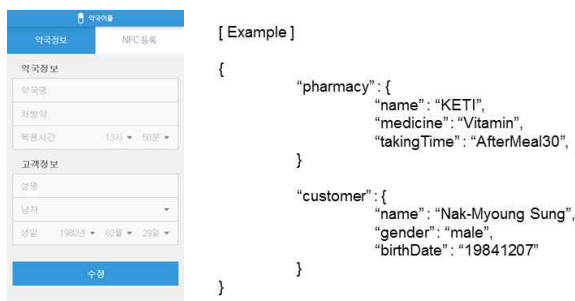 약국어플
약국정보 NFC 등록
약국정보
약국명
처방약
복용시간 13시 50분
고객정보
성명
남자
생일 1980년 02월 29일
수정
[ Example ]
{
“pharmacy” : {
“name” : “KETI”,
“medicine” : “Vitamin”,
“takingTime” : “AfterMeal30”,
}
“customer” : {
“name” : “Nak-Myoung Sung”,
“gender” : “male”,
“birthDate” : “19841207”
}
}